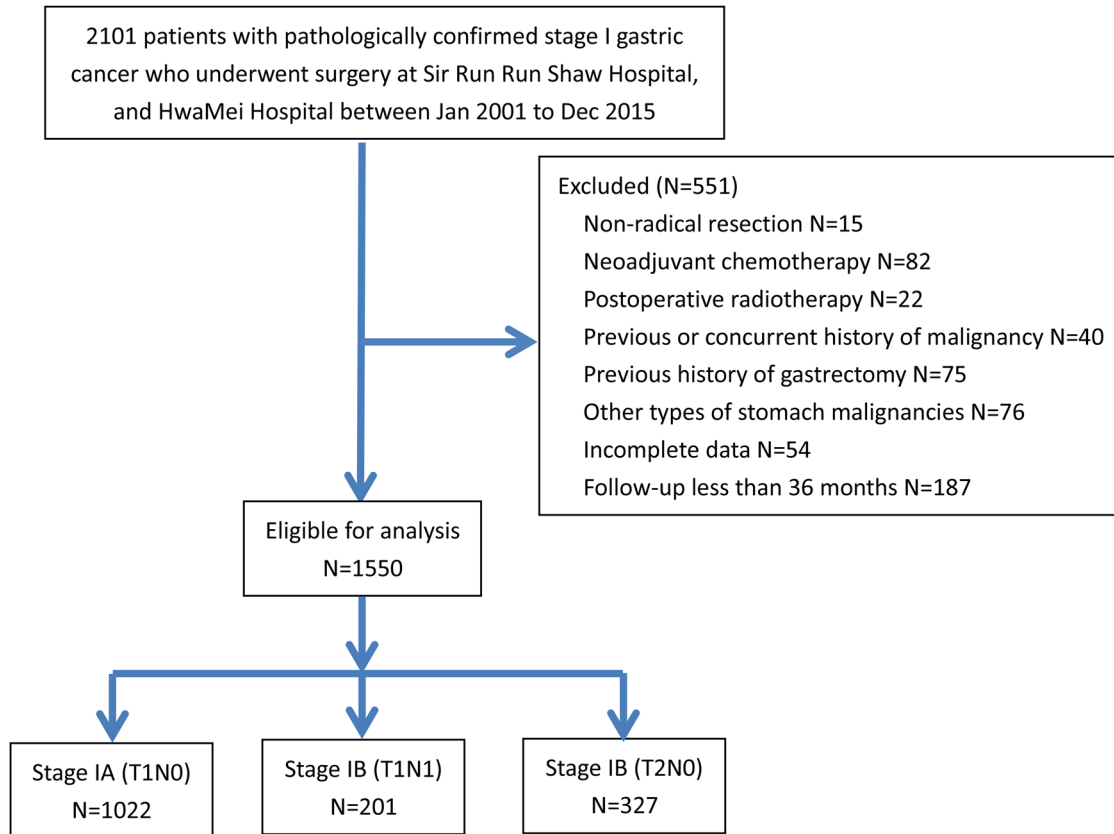 2101 patients with pathologically confirmed stage I gastric
cancer who underwent surgery at Sir Run Run Shaw Hospital,
and HwaMei Hospital between Jan 2001 to Dec 2015
Excluded (N=551)
Non-radical resection N=15
Neoadjuvant chemotherapy N=82
Postoperative radiotherapy N=22
Previous or concurrent history of malignancy N=40
Previous history of gastrectomy N=75
Other types of stomach malignancies N=76
Incomplete data N=54
Follow-up less than 36 months N=187
Eligible for analysis
N=1550
Stage IA (T1N0)
N=1022
Stage IB (T1N1)
N=201
Stage IB (T2N0)
N=327